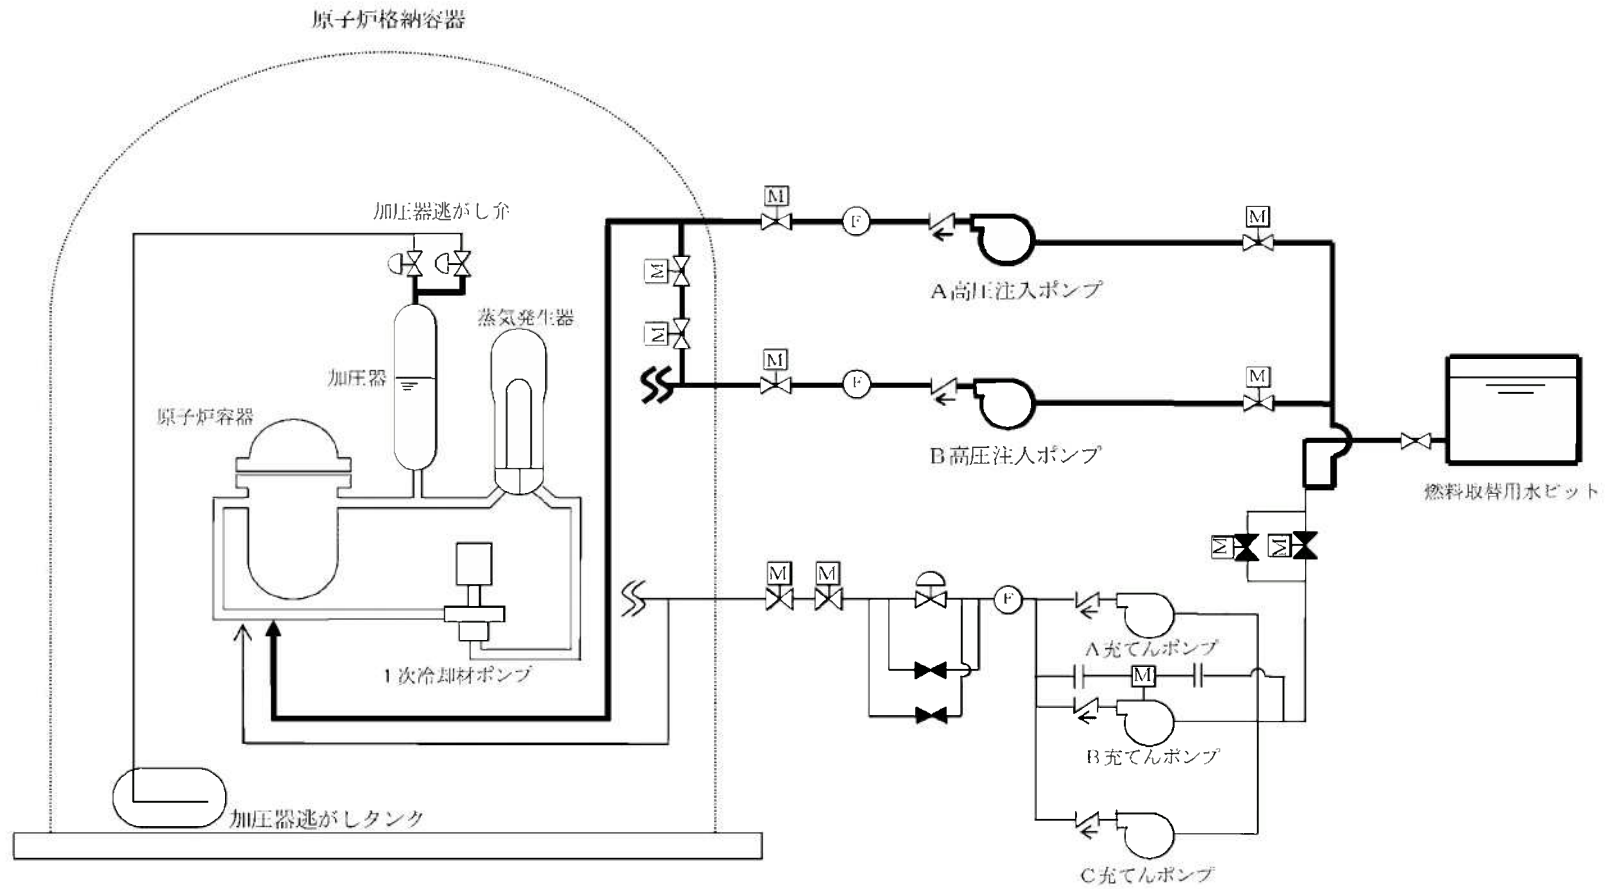 原子炉格納容器
加圧器逃がし弁
M
M
F
M
A高圧注入ポンプ
蒸気発生器
M
M
M
加圧器
F
原子炉容器
B高圧注入ポンプ
燃料取替用水ピット
M
M
M
M
F
A充てんポンプ
1次冷却材ポンプ
M
B充てんポンプ
加圧器逃がしタンク
C充てんポンプ